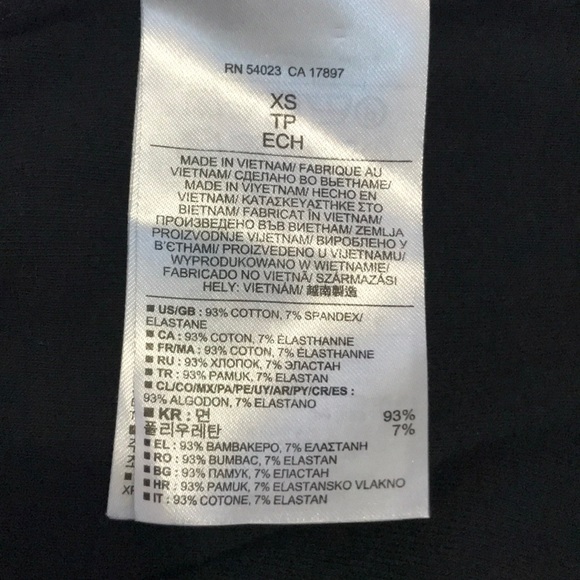 RN 54023 CA 17897
XS
TP
ECH
MADE IN VIETNAM/ FABRIQUE AU
VIETNAM/ СДЕЛАНО ВО ВЬЕТНАМЕ/
MADE IN VIYETNAM/ HECHO EN
VIETNAM/ ΚΑΤΑΣΚΕΥΑΣΤΗΚΕ ΣΤΟ
ΒΙΕΤΝΑΜ/ FABRICAT ÎN VIETNAM/
ПРОИЗВЕДЕНО ВЪВ ВИЕТНАМ/ ZEMLJA
PROIZVODNJE VIJETNAM/ ВИРОБЛЕНО У
В'ЄТНАМІ/ PROIZVEDENO U VIJETNAMU/
WYPRODUKOWANO W WIETNAMIE/
FABRICADO NO VIETNÃ/ SZÁRMAZÁSI
HELY: VIETNÁM/ 越南製造
■ US/GB : 93% COTTON, 7% SPANDEX/
ELASTANE
■ CA : 93% COTON, 7% ÉLASTHANNE
■ FR/MA : 93% COTON, 7% ÉLASTHANNE
■ RU : 93% ХЛОПОК, 7% ЭЛАСТАН
■ TR : 93% PAMUK, 7% ELASTAN
■ CL/CO/MX/PA/PE/UY/AR/PY/CR/ES :
93% ALGODON, 7% ELASTANO
■ KR : 면 93%
폴리우레탄 7%
■ EL : 93% ΒΑΜΒΑΚΕΡΟ, 7% ΕΛΑΣΤΑΝΗ
■ RO : 93% BUMBAC, 7% ELASTAN
■ BG : 93% ПАМУК, 7% ЕЛАСТАН
■ HR : 93% PAMUK, 7% ELASTANSKO VLAKNO
■ IT : 93% COTONE, 7% ELASTAN